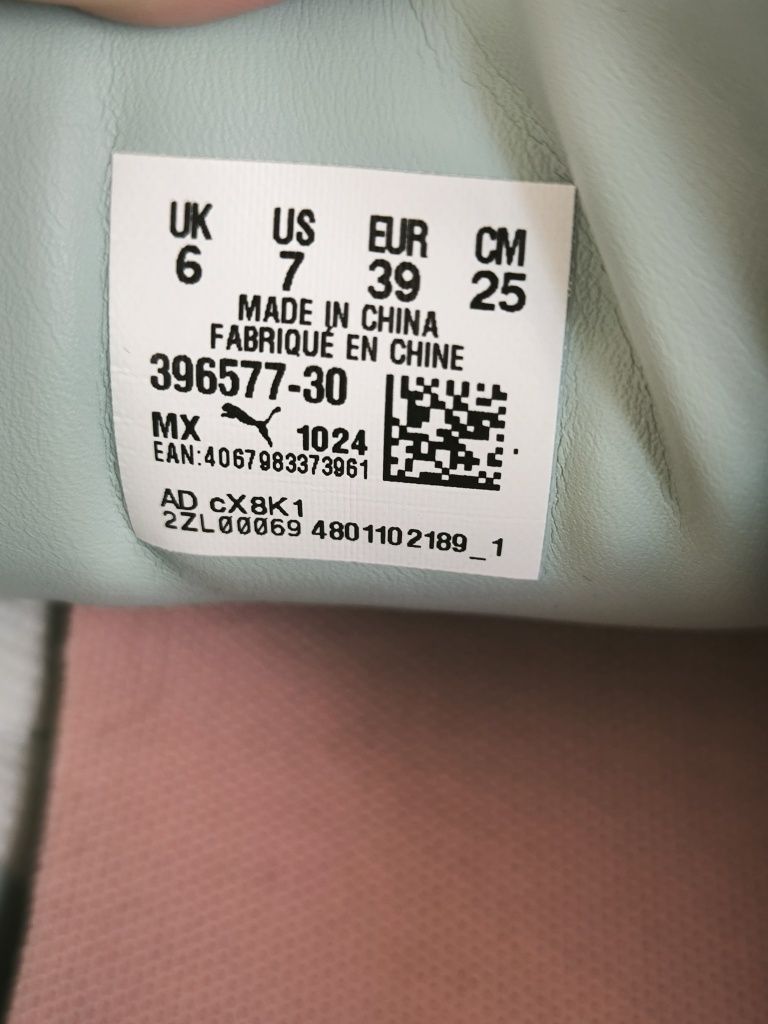 UK US EUR CM
6 7 39 25
MADE IN CHINA
FABRIQUÉ EN CHINE
396577-30
MX 1024
EAN:4067983373961
AD cX8K1
2ZL00069 4801102189_1